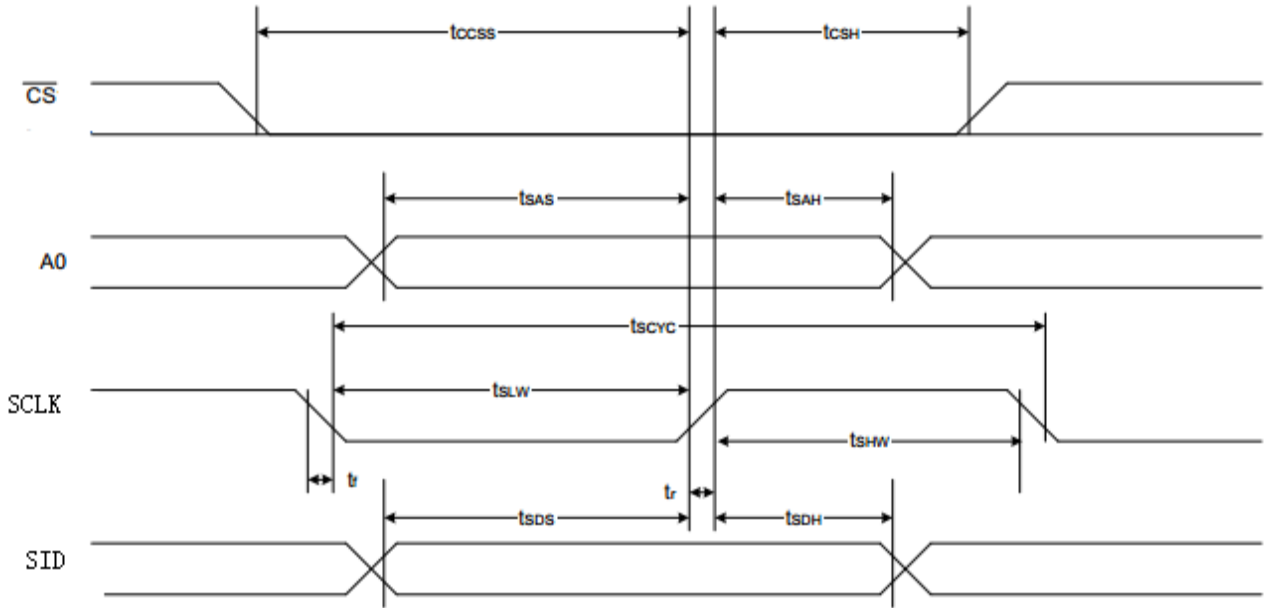 tCCSS tCSH
CS
tSAS tSAH
A0
tSCYC
SCLK tSLW
tSHW
tf tr
tSDS tSDH
SID